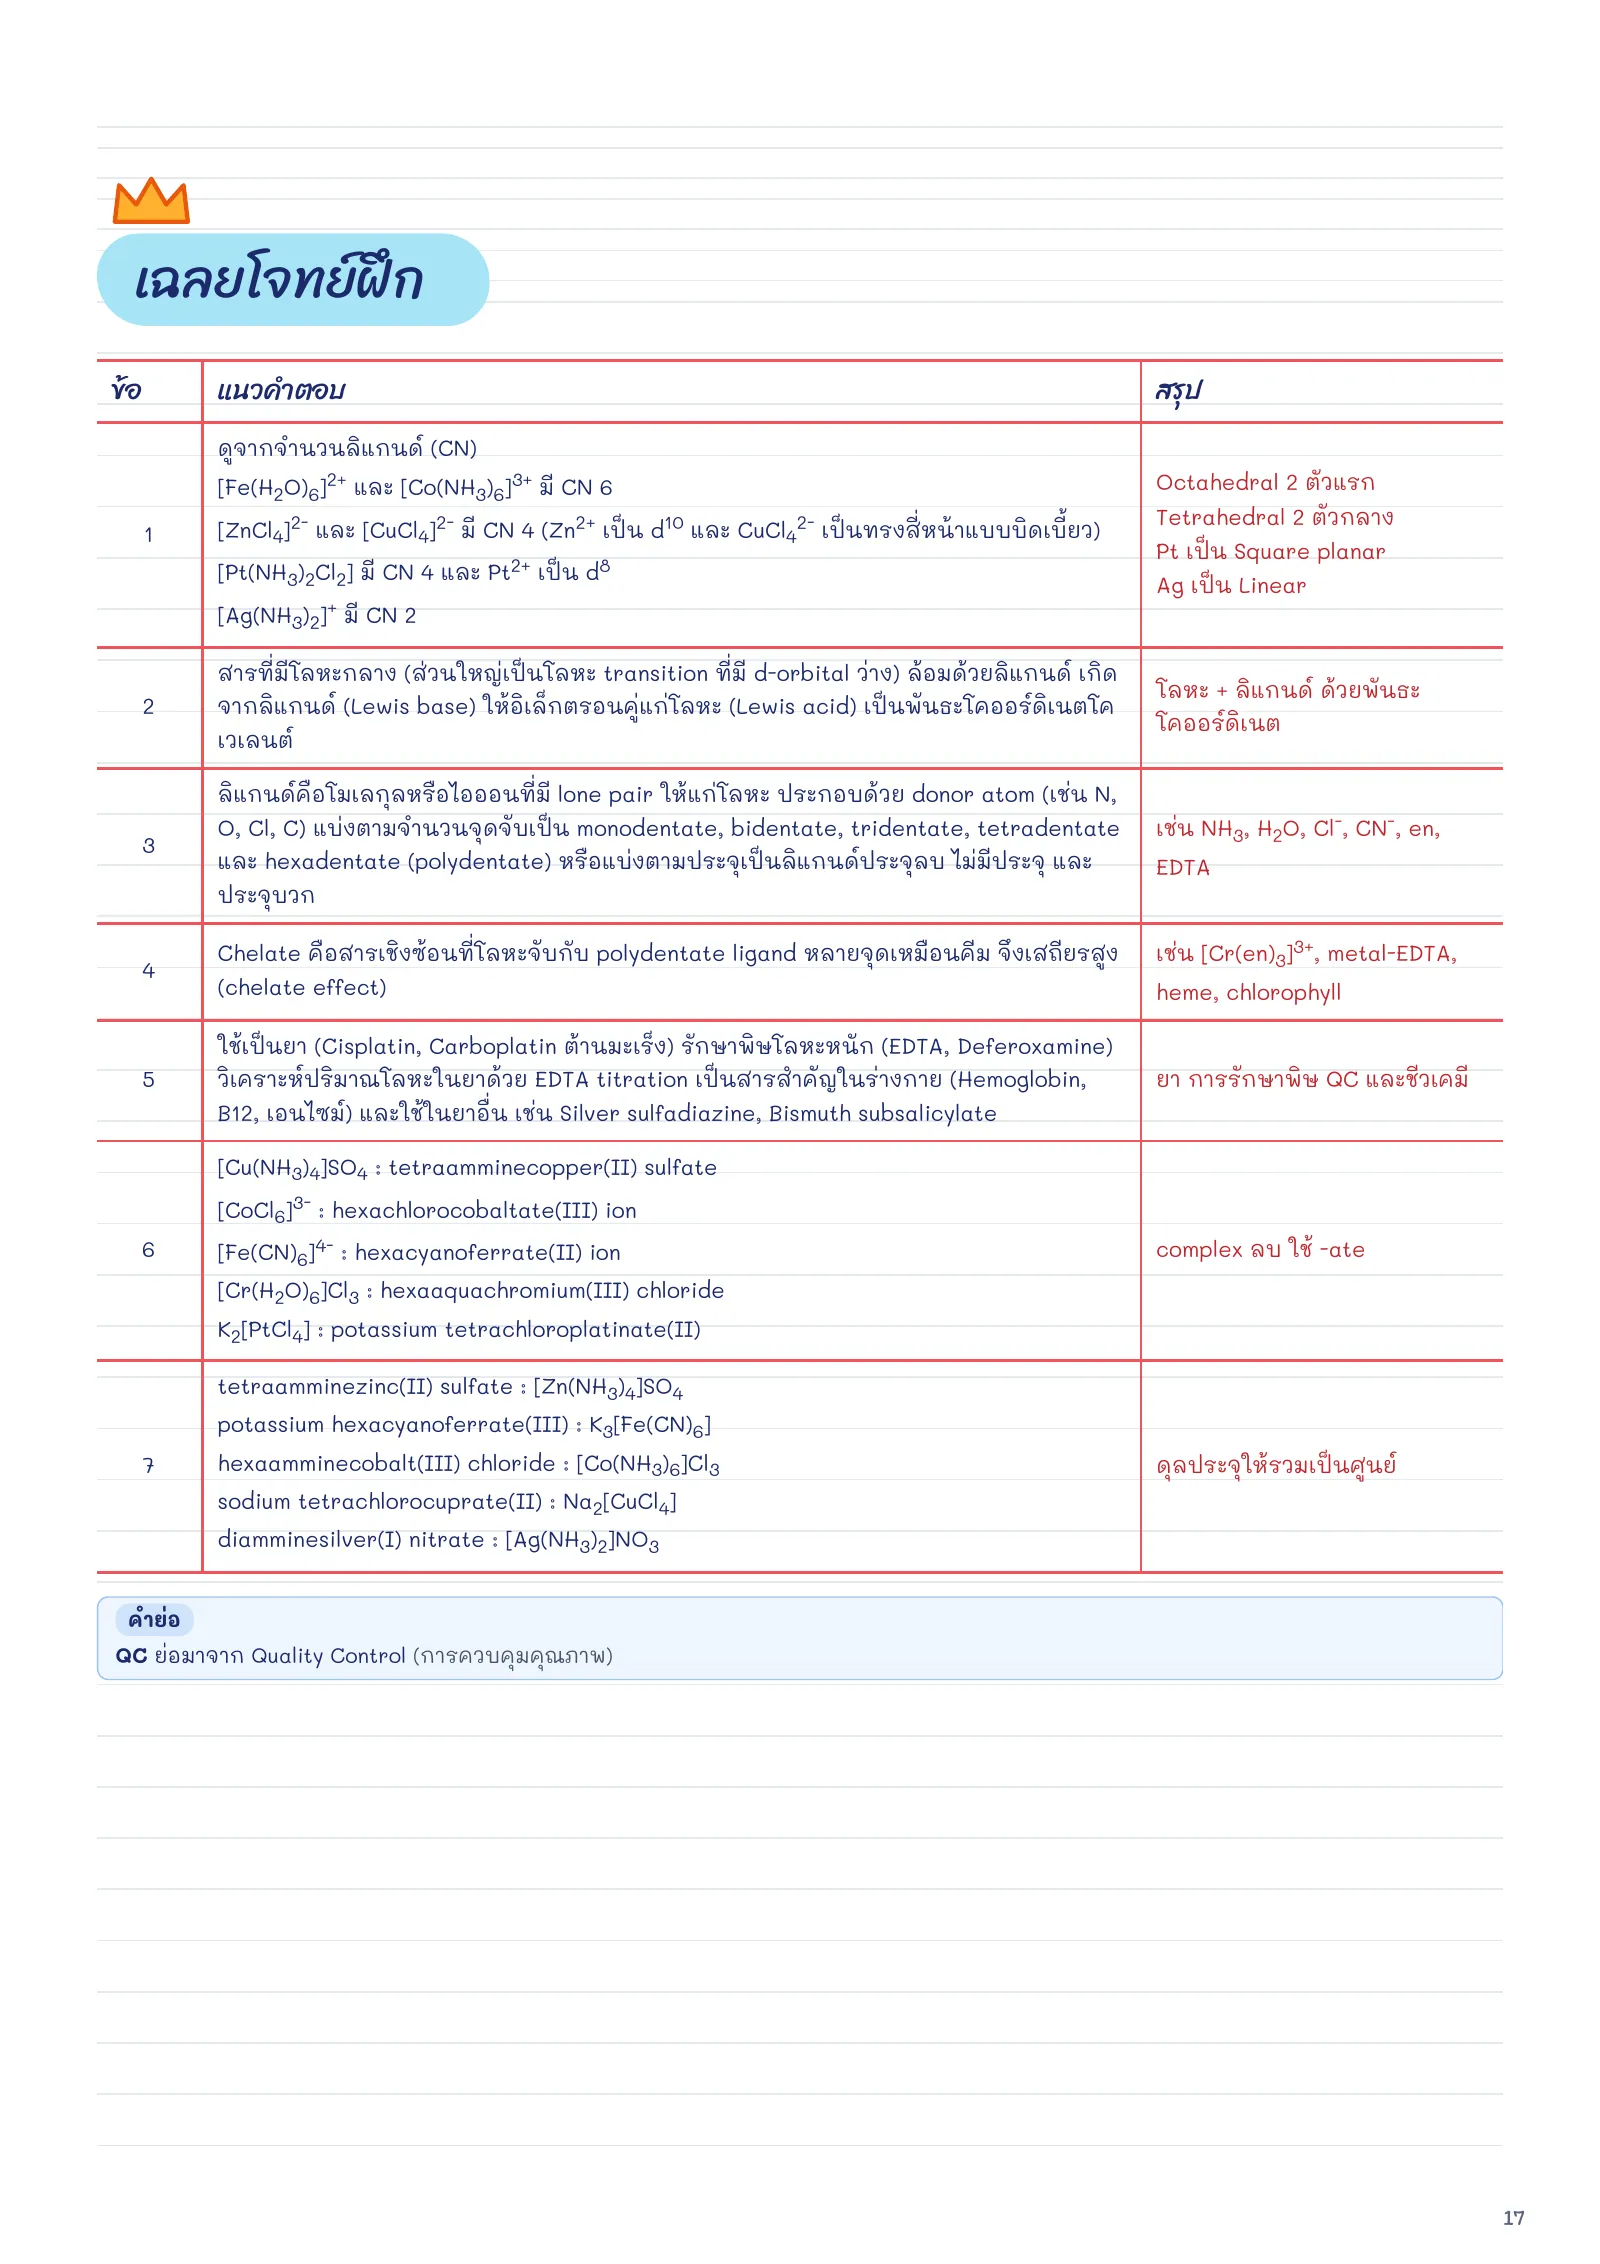 เฉลยโจทย์ฝึก
ข้อ แนวคำตอบ สรุป
1
ดูจากจำนวนลิแกนด์ (CN)
[Fe(H₂O)₆]²⁺ และ [Co(NH₃)₆]³⁺ มี CN 6
[ZnCl₄]²⁻ และ [CuCl₄]²⁻ มี CN 4 (Zn²⁺ เป็น d¹⁰ และ CuCl₄²⁻ เป็นทรงสี่หน้าแบบบิดเบี้ยว)
[Pt(NH₃)₂Cl₂] มี CN 4 และ Pt²⁺ เป็น d⁸
[Ag(NH₃)₂]⁺ มี CN 2
Octahedral 2 ตัวแรก
Tetrahedral 2 ตัวกลาง
Pt เป็น Square planar
Ag เป็น Linear
2
สารที่มีโลหะกลาง (ส่วนใหญ่เป็นโลหะ transition ที่มี d-orbital ว่าง) ล้อมด้วยลิแกนด์ เกิด
จากลิแกนด์ (Lewis base) ให้อิเล็กตรอนคู่แก่โลหะ (Lewis acid) เป็นพันธะโคออร์ดิเนตโค
เวเลนต์
โลหะ + ลิแกนด์ ด้วยพันธะ
โคออร์ดิเนต
3
ลิแกนด์คือโมเลกุลหรือไอออนที่มี lone pair ให้แก่โลหะ ประกอบด้วย donor atom (เช่น N,
O, Cl, C) แบ่งตามจำนวนจุดจับเป็น monodentate, bidentate, tridentate, tetradentate
และ hexadentate (polydentate) หรือแบ่งตามประจุเป็นลิแกนด์ประจุลบ ไม่มีประจุ และ
ประจุบวก
เช่น NH₃, H₂O, Cl⁻, CN⁻, en,
EDTA
4
Chelate คือสารเชิงซ้อนที่โลหะจับกับ polydentate ligand หลายจุดเหมือนคีม จึงเสถียรสูง
(chelate effect)
เช่น [Cr(en)₃]³⁺, metal-EDTA,
heme, chlorophyll
5
ใช้เป็นยา (Cisplatin, Carboplatin ต้านมะเร็ง) รักษาพิษโลหะหนัก (EDTA, Deferoxamine)
วิเคราะห์ปริมาณโลหะในยาด้วย EDTA titration เป็นสารสำคัญในร่างกาย (Hemoglobin,
B12, เอนไซม์) และใช้ในยาอื่น เช่น Silver sulfadiazine, Bismuth subsalicylate
ยา การรักษาพิษ QC และชีวเคมี
6
[Cu(NH₃)₄]SO₄ : tetraamminecopper(II) sulfate
[CoCl₆]³⁻ : hexachlorocobaltate(III) ion
[Fe(CN)₆]⁴⁻ : hexacyanoferrate(II) ion
[Cr(H₂O)₆]Cl₃ : hexaaquachromium(III) chloride
K₂[PtCl₄] : potassium tetrachloroplatinate(II)
complex ลบ ใช้ -ate
7
tetraamminezinc(II) sulfate : [Zn(NH₃)₄]SO₄
potassium hexacyanoferrate(III) : K₃[Fe(CN)₆]
hexaamminecobalt(III) chloride : [Co(NH₃)₆]Cl₃
sodium tetrachlorocuprate(II) : Na₂[CuCl₄]
diamminesilver(I) nitrate : [Ag(NH₃)₂]NO₃
ดุลประจุให้รวมเป็นศูนย์
คำย่อ
QC ย่อมาจาก Quality Control (การควบคุมคุณภาพ)
17